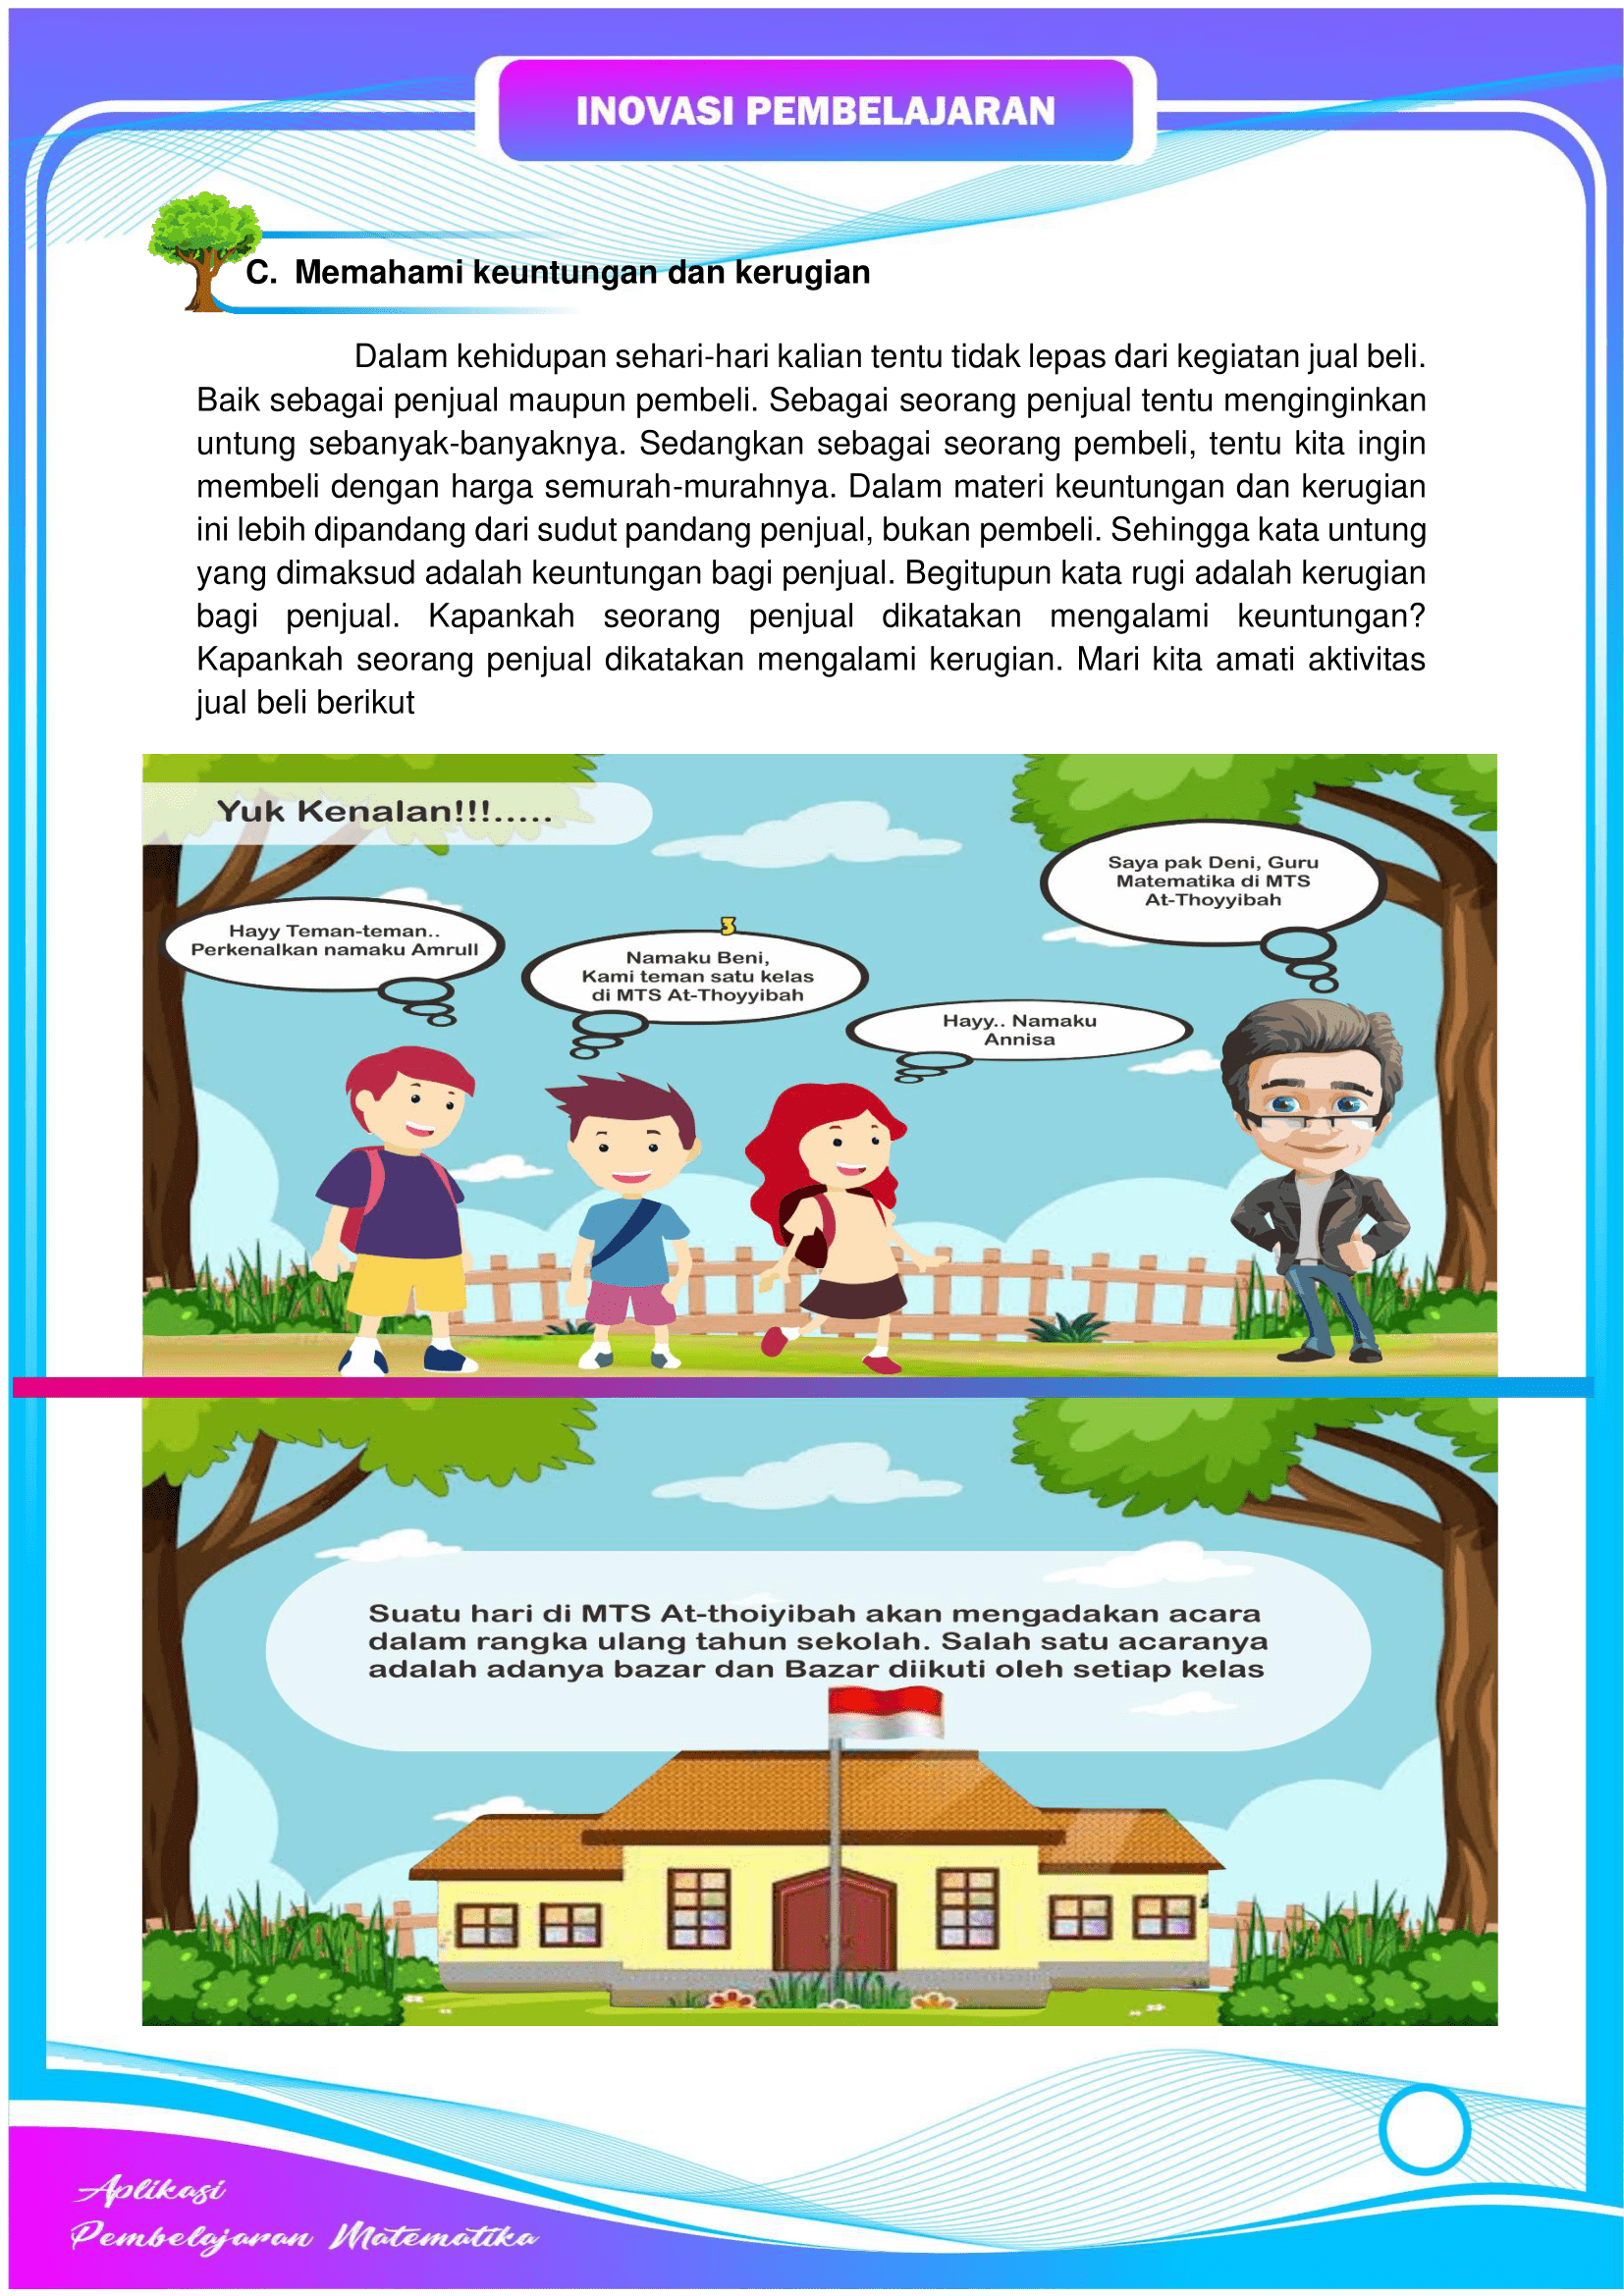 INOVASI PEMBELAJARAN
C. Memahami keuntungan dan kerugian
Dalam kehidupan sehari-hari kalian tentu tidak lepas dari kegiatan jual beli.
Baik sebagai penjual maupun pembeli. Sebagai seorang penjual tentu menginginkan
untung sebanyak-banyaknya. Sedangkan sebagai seorang pembeli, tentu kita ingin
membeli dengan harga semurah-murahnya. Dalam materi keuntungan dan kerugian
ini lebih dipandang dari sudut pandang penjual, bukan pembeli. Sehingga kata untung
yang dimaksud adalah keuntungan bagi penjual. Begitupun kata rugi adalah kerugian
bagi penjual. Kapankah seorang penjual dikatakan mengalami keuntungan?
Kapankah seorang penjual dikatakan mengalami kerugian. Mari kita amati aktivitas
jual beli berikut
Yuk Kenalan!!!.....
Hayy Teman-teman..
Perkenalkan namaku Amrull
3
Namaku Beni,
Kami teman satu kelas
di MTS At-Thoyyibah
Hayy.. Namaku
Annisa
Saya pak Deni, Guru
Matematika di MTS
At-Thoyyibah
Suatu hari di MTS At-thoiyibah akan mengadakan acara
dalam rangka ulang tahun sekolah. Salah satu acaranya
adalah adanya bazar dan Bazar diikuti oleh setiap kelas
Aplikasi
Pembelajaran Matematika